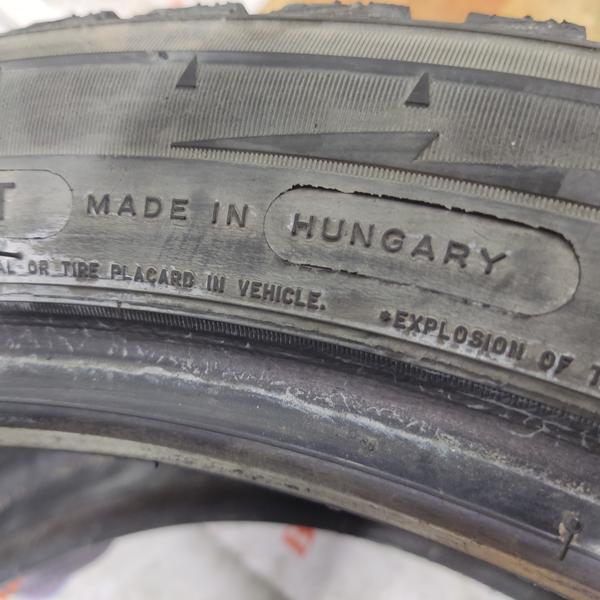 MADE IN HUNGARY
OR TIRE PLACARD IN VEHICLE. *EXPLOSION OF